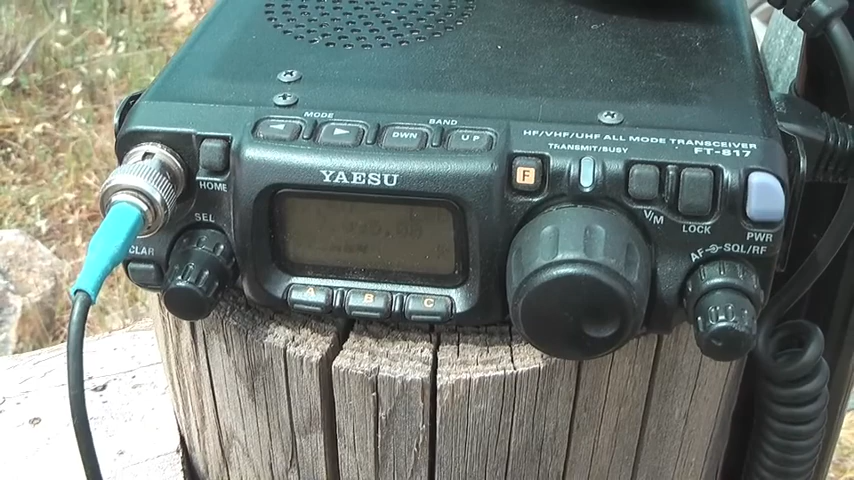 MODE
BAND
DWN
UP
HF/VHF/UHF ALL MODE TRANSCEIVER
FT-817
TRANSMIT/BUSY
YAESU
F
HOME
V/M
LOCK
PWR
SEL
AF SQL/RF
CLAR
A
B
C